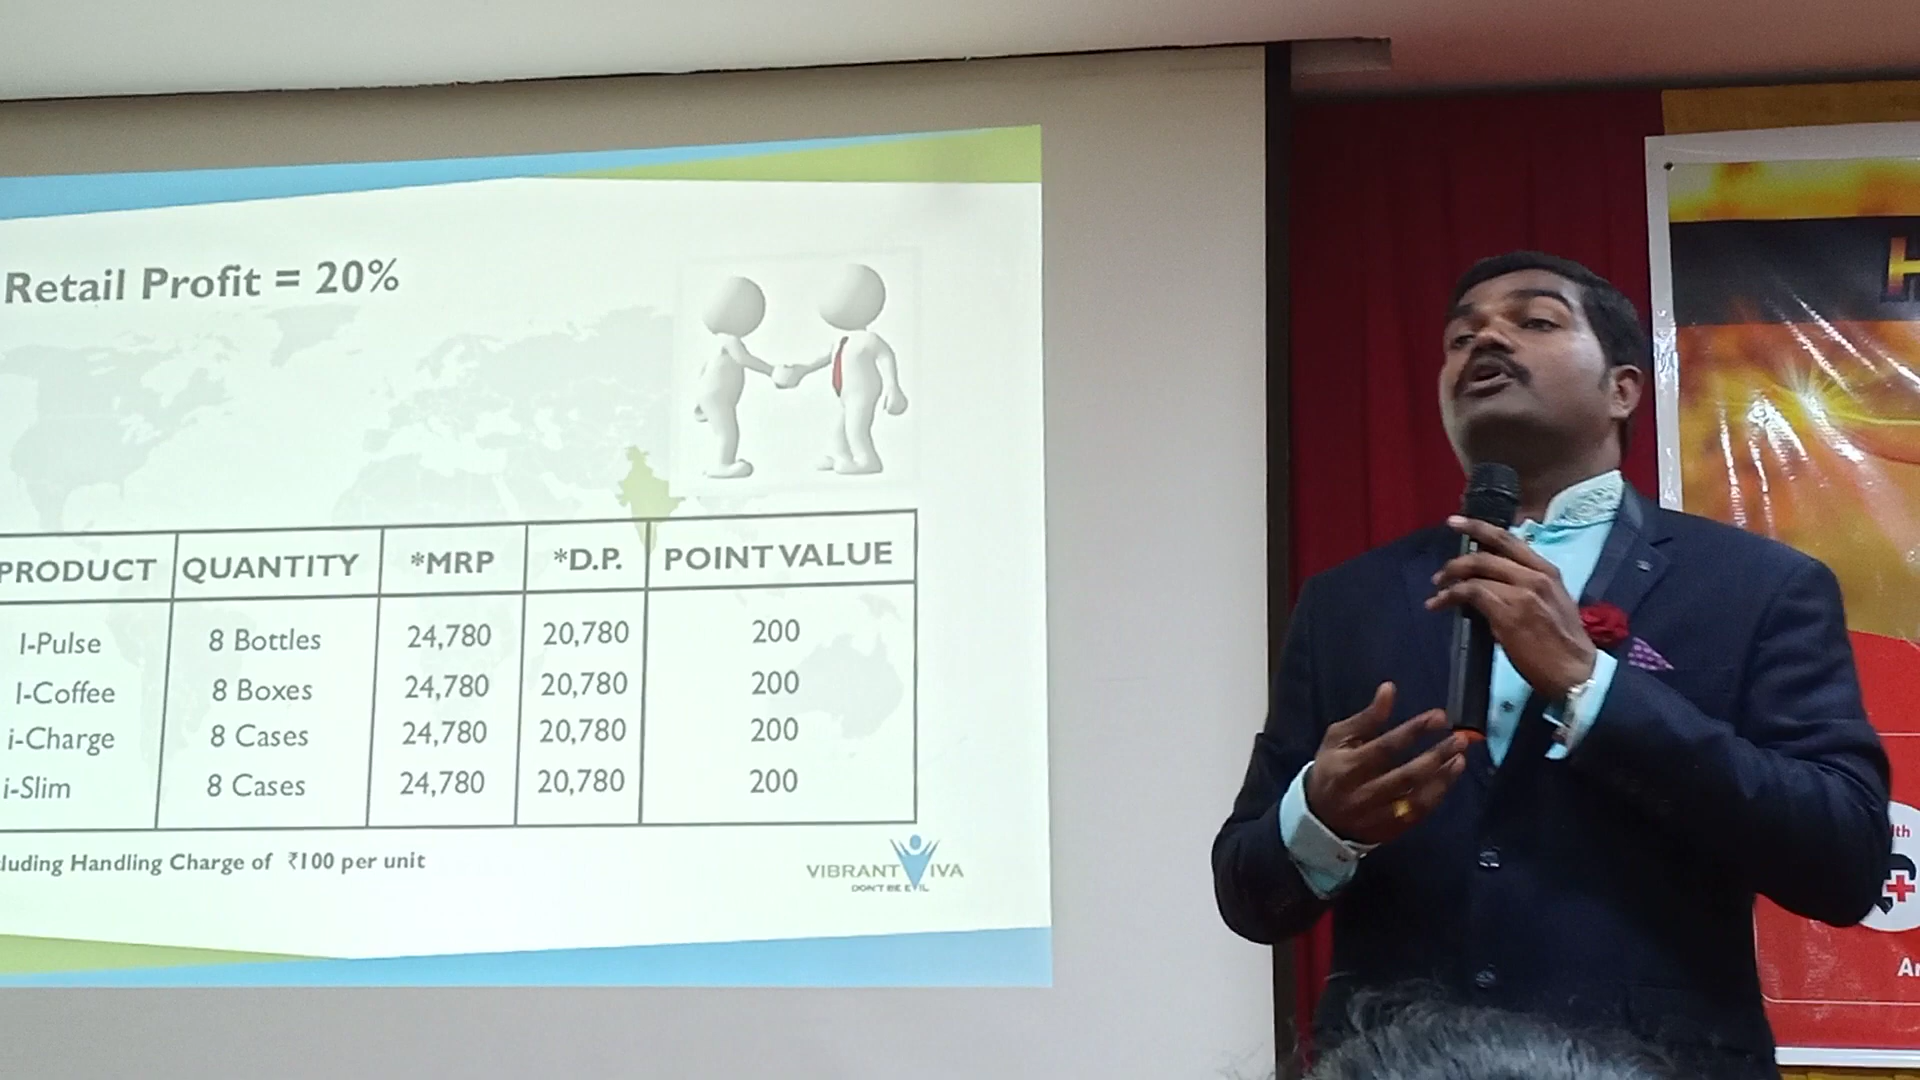 Retail Profit = 20%
PRODUCT QUANTITY *MRP *D.P. POINT VALUE
I-Pulse 8 Bottles 24,780 20,780 200
I-Coffee 8 Boxes 24,780 20,780 200
i-Charge 8 Cases 24,780 20,780 200
i-Slim 8 Cases 24,780 20,780 200
Handling Charge of ₹100 per unit
VIBRANT VIVA
DON'T BE EVIL